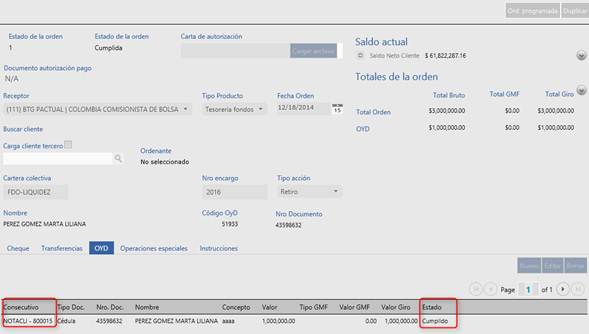 Ord. programada Duplicar
Estado de la orden Estado de la orden Carta de autorización
1 Cumplida Cargar archivo
Saldo actual
Saldo Neto Cliente $ 61,822,287.16
Documento autorización pago
N/A
Totales de la orden
Total Bruto Total GMF Total Giro
Total Orden $3,000,000.00 $0.00 $3,000,000.00
OYD $1,000,000.00 $0.00 $1,000,000.00
Receptor Tipo Producto Fecha Orden
(111) BTG PACTUAL | COLOMBIA COMISIONISTA DE BOLSA Tesoreria fondos 12/18/2014 15
Buscar cliente
Carga cliente tercero Ordenante
No seleccionado
Cartera colectiva Nro encargo Tipo acción
FDO-LIQUIDEZ 2016 Retiro
Nombre Código OyD Nro Documento
PEREZ GOMEZ MARTA LILIANA 51933 43598632
Cheque Transferencias OYD Operaciones especiales Instrucciones
Nuevo Editar Borrar
Page 1 of 1
Consecutivo Tipo Doc. Nro. Doc. Nombre Concepto Valor Tipo GMF Valor GMF Valor Giro Estado
NOTACLI - 800015 Cédula 43598632 PEREZ GOMEZ MARTA LILIANA aaaa 1,000,000.00 0.00 1,000,000.00 Cumplido